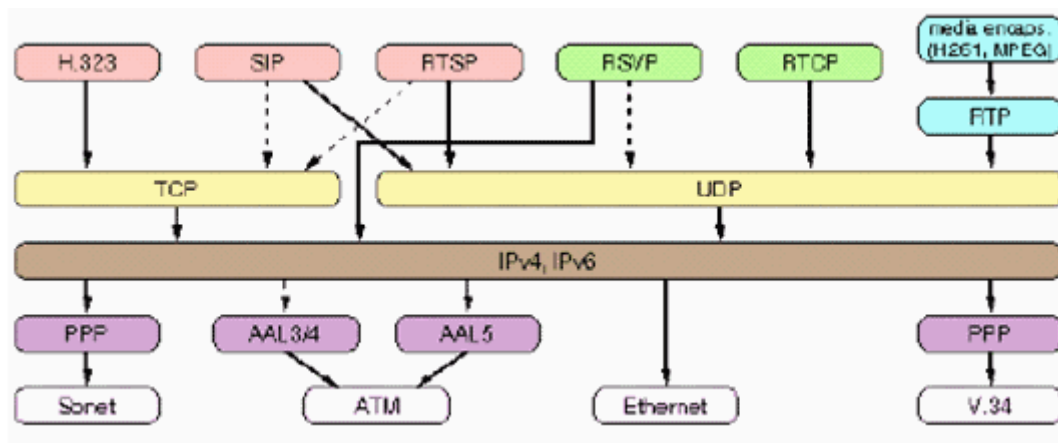 media encaps.
(H.261, MPEG)
H.323
SIP
RTSP
RSVP
RTCP
RTP
TCP
UDP
IPv4, IPv6
PPP
AAL3/4
AAL5
PPP
Sonet
ATM
Ethernet
V.34